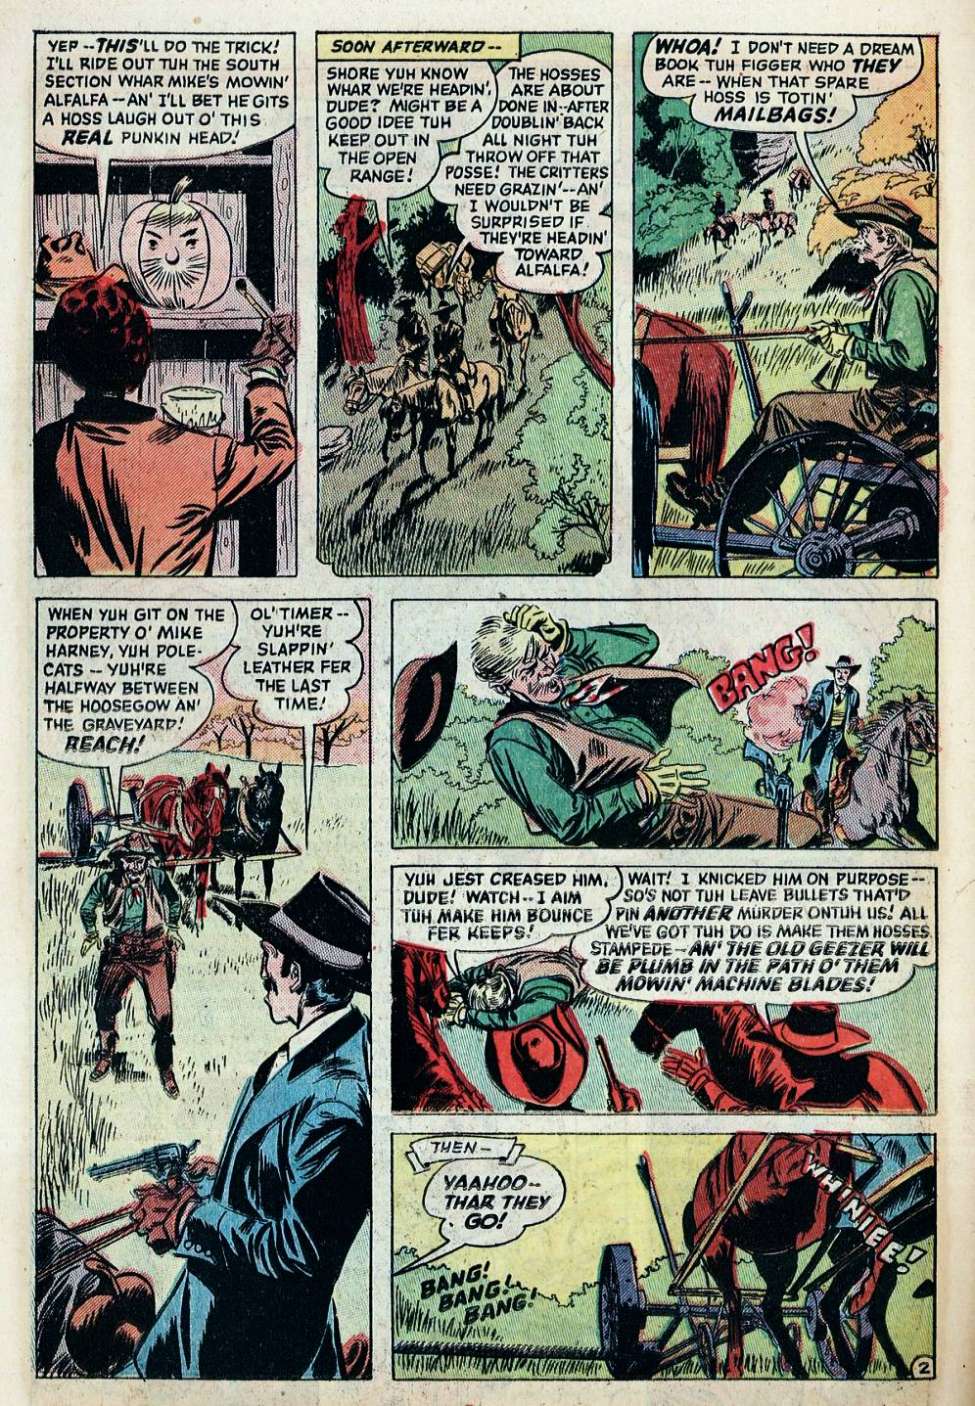 YEP--THIS'LL DO THE TRICK!
I'LL RIDE OUT TUH THE SOUTH
SECTION WHAR MIKE'S MOWIN'
ALFALFA--AN' I'LL BET HE GITS
A HOSS LAUGH OUT O' THIS
REAL PUNKIN HEAD!
SOON AFTERWARD--
SHORE YUH KNOW
WHAR WE'RE HEADIN',
DUDE? MIGHT BE A
GOOD IDEE TUH
KEEP OUT IN
THE OPEN
RANGE!
THE HOSSES
ARE ABOUT
DONE IN--AFTER
DOUBLIN' BACK
ALL NIGHT TUH
THROW OFF THAT
POSSE! THE CRITTERS
NEED GRAZIN'--AN'
I WOULDN'T BE
SURPRISED IF
THEY'RE HEADIN'
TOWARD
ALFALFA!
WHOA! I DON'T NEED A DREAM
BOOK TUH FIGGER WHO THEY
ARE--WHEN THAT SPARE
HOSS IS TOTIN'
MAILBAGS!
WHEN YUH GIT ON THE
PROPERTY O' MIKE
HARNEY, YUH POLE-
CATS--YUH'RE
HALFWAY BETWEEN
THE HOOSEGOW AN'
THE GRAVEYARD!
REACH!
OL' TIMER--
YUH'RE
SLAPPIN'
LEATHER FER
THE LAST
TIME!
BANG!
YUH JEST CREASED HIM,
DUDE! WATCH--I AIM
TUH MAKE HIM BOUNCE
FER KEEPS!
WAIT! I KNICKED HIM ON PURPOSE--
SO'S NOT TUH LEAVE BULLETS THAT'D
PIN ANOTHER MURDER ONTUH US! ALL
WE'VE GOT TUH DO IS MAKE THEM HOSSES
STAMPEDE--AN' THE OLD GEEZER WILL
BE PLUMB IN THE PATH O' THEM
MOWIN' MACHINE BLADES!
THEN--
YAAHOO--
THAR THEY
GO!
BANG!
BANG!
BANG!
WHINIEE!
2